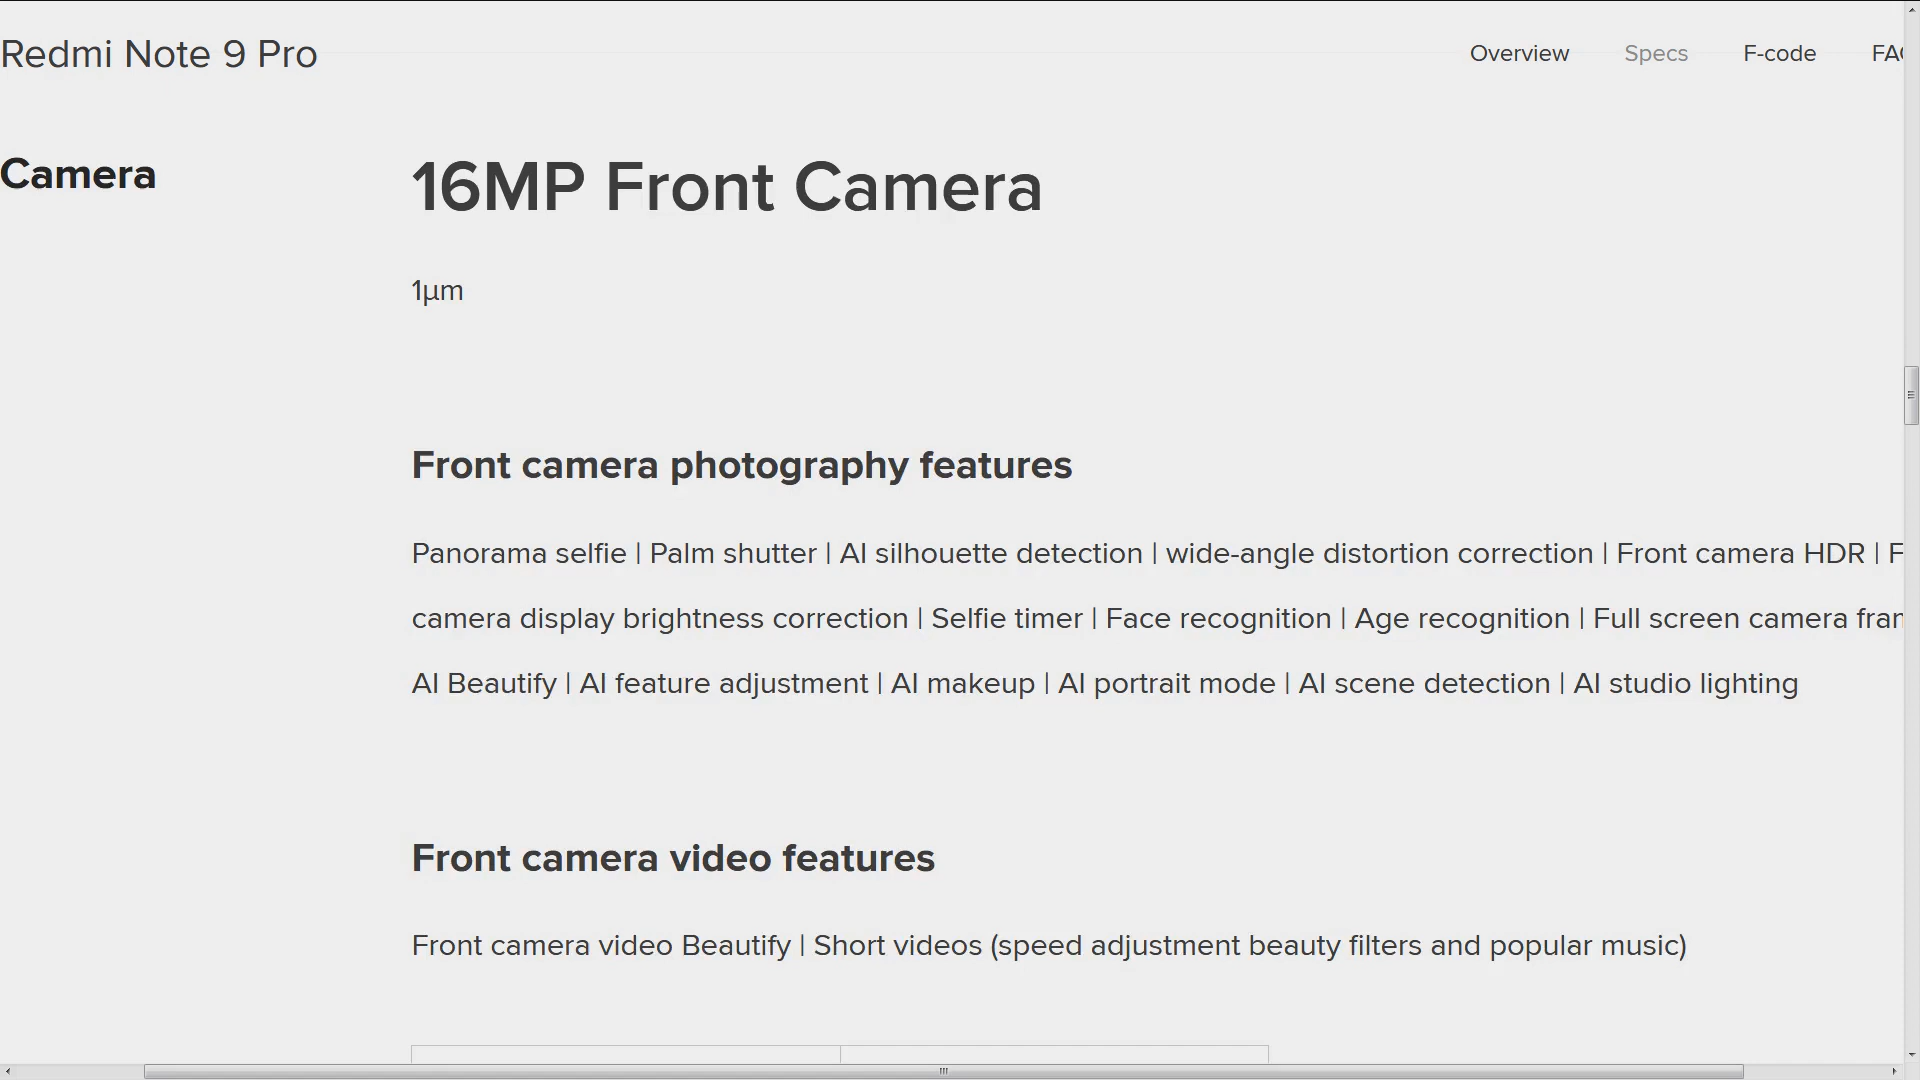 Redmi Note 9 Pro
Overview Specs F-code
Camera
16MP Front Camera
1μm
Front camera photography features
Panorama selfie | Palm shutter | AI silhouette detection | wide-angle distortion correction | Front camera HDR |
camera display brightness correction | Selfie timer | Face recognition | Age recognition | Full screen camera
AI Beautify | AI feature adjustment | AI makeup | AI portrait mode | AI scene detection | AI studio lighting
Front camera video features
Front camera video Beautify | Short videos (speed adjustment beauty filters and popular music)